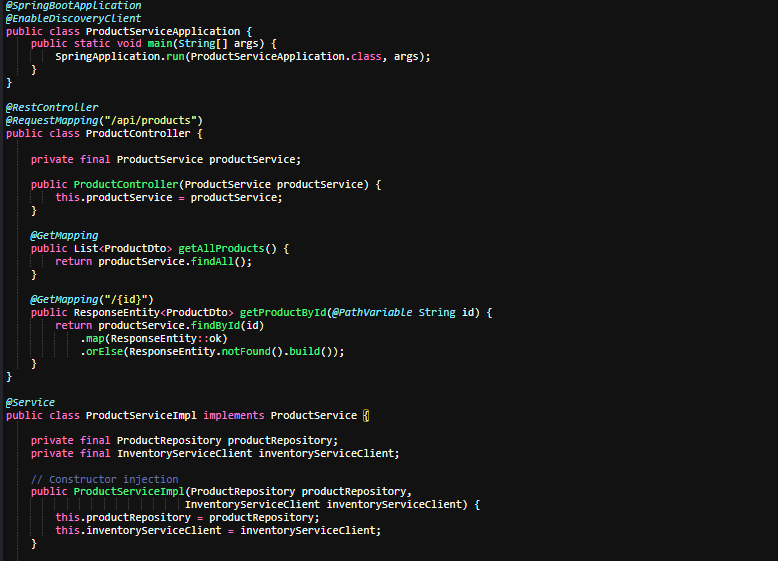 @SpringBootApplication
@EnableDiscoveryClient
public class ProductServiceApplication {
    public static void main(String[] args) {
        SpringApplication.run(ProductServiceApplication.class, args);
    }
}

@RestController
@RequestMapping("/api/products")
public class ProductController {

    private final ProductService productService;

    public ProductController(ProductService productService) {
        this.productService = productService;
    }

    @GetMapping
    public List<ProductDto> getAllProducts() {
        return productService.findAll();
    }

    @GetMapping("/{id}")
    public ResponseEntity<ProductDto> getProductById(@PathVariable String id) {
        return productService.findById(id)
            .map(ResponseEntity::ok)
            .orElse(ResponseEntity.notFound().build());
    }
}

@Service
public class ProductServiceImpl implements ProductService {

    private final ProductRepository productRepository;
    private final InventoryServiceClient inventoryServiceClient;

    // Constructor injection
    public ProductServiceImpl(ProductRepository productRepository,
                             InventoryServiceClient inventoryServiceClient) {
        this.productRepository = productRepository;
        this.inventoryServiceClient = inventoryServiceClient;
    }